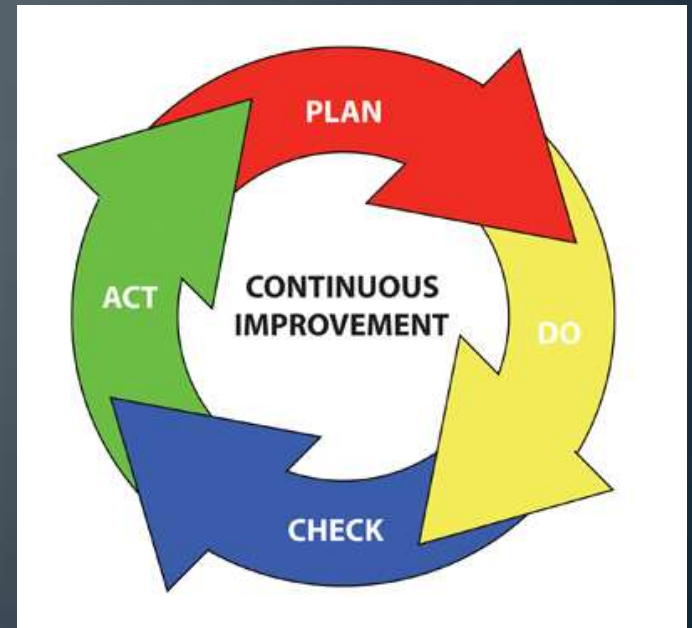 PLAN
DO
CHECK
ACT
CONTINUOUS
IMPROVEMENT